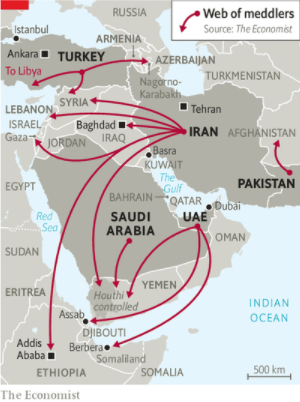 Web of meddlers
Source: The Economist
RUSSIA
Istanbul
ARMENIA
Ankara
TURKEY
AZERBAIJAN
To Libya
Nagorno-
Karabakh
TURKMENISTAN
SYRIA
LEBANON
Tehran
ISRAEL
Baghdad
IRAN
AFGHANISTAN
Gaza
JORDAN
IRAQ
Basra
KUWAIT
PAKISTAN
EGYPT
The
Gulf
BAHRAIN
QATAR
Dubai
Red
Sea
SAUDI
ARABIA
UAE
OMAN
SUDAN
YEMEN
Houthi
controlled
ERITREA
INDIAN
OCEAN
Assab
DJIBOUTI
Addis
Ababa
Berbera
Somaliland
ETHIOPIA
SOMALIA
500 km
The Economist